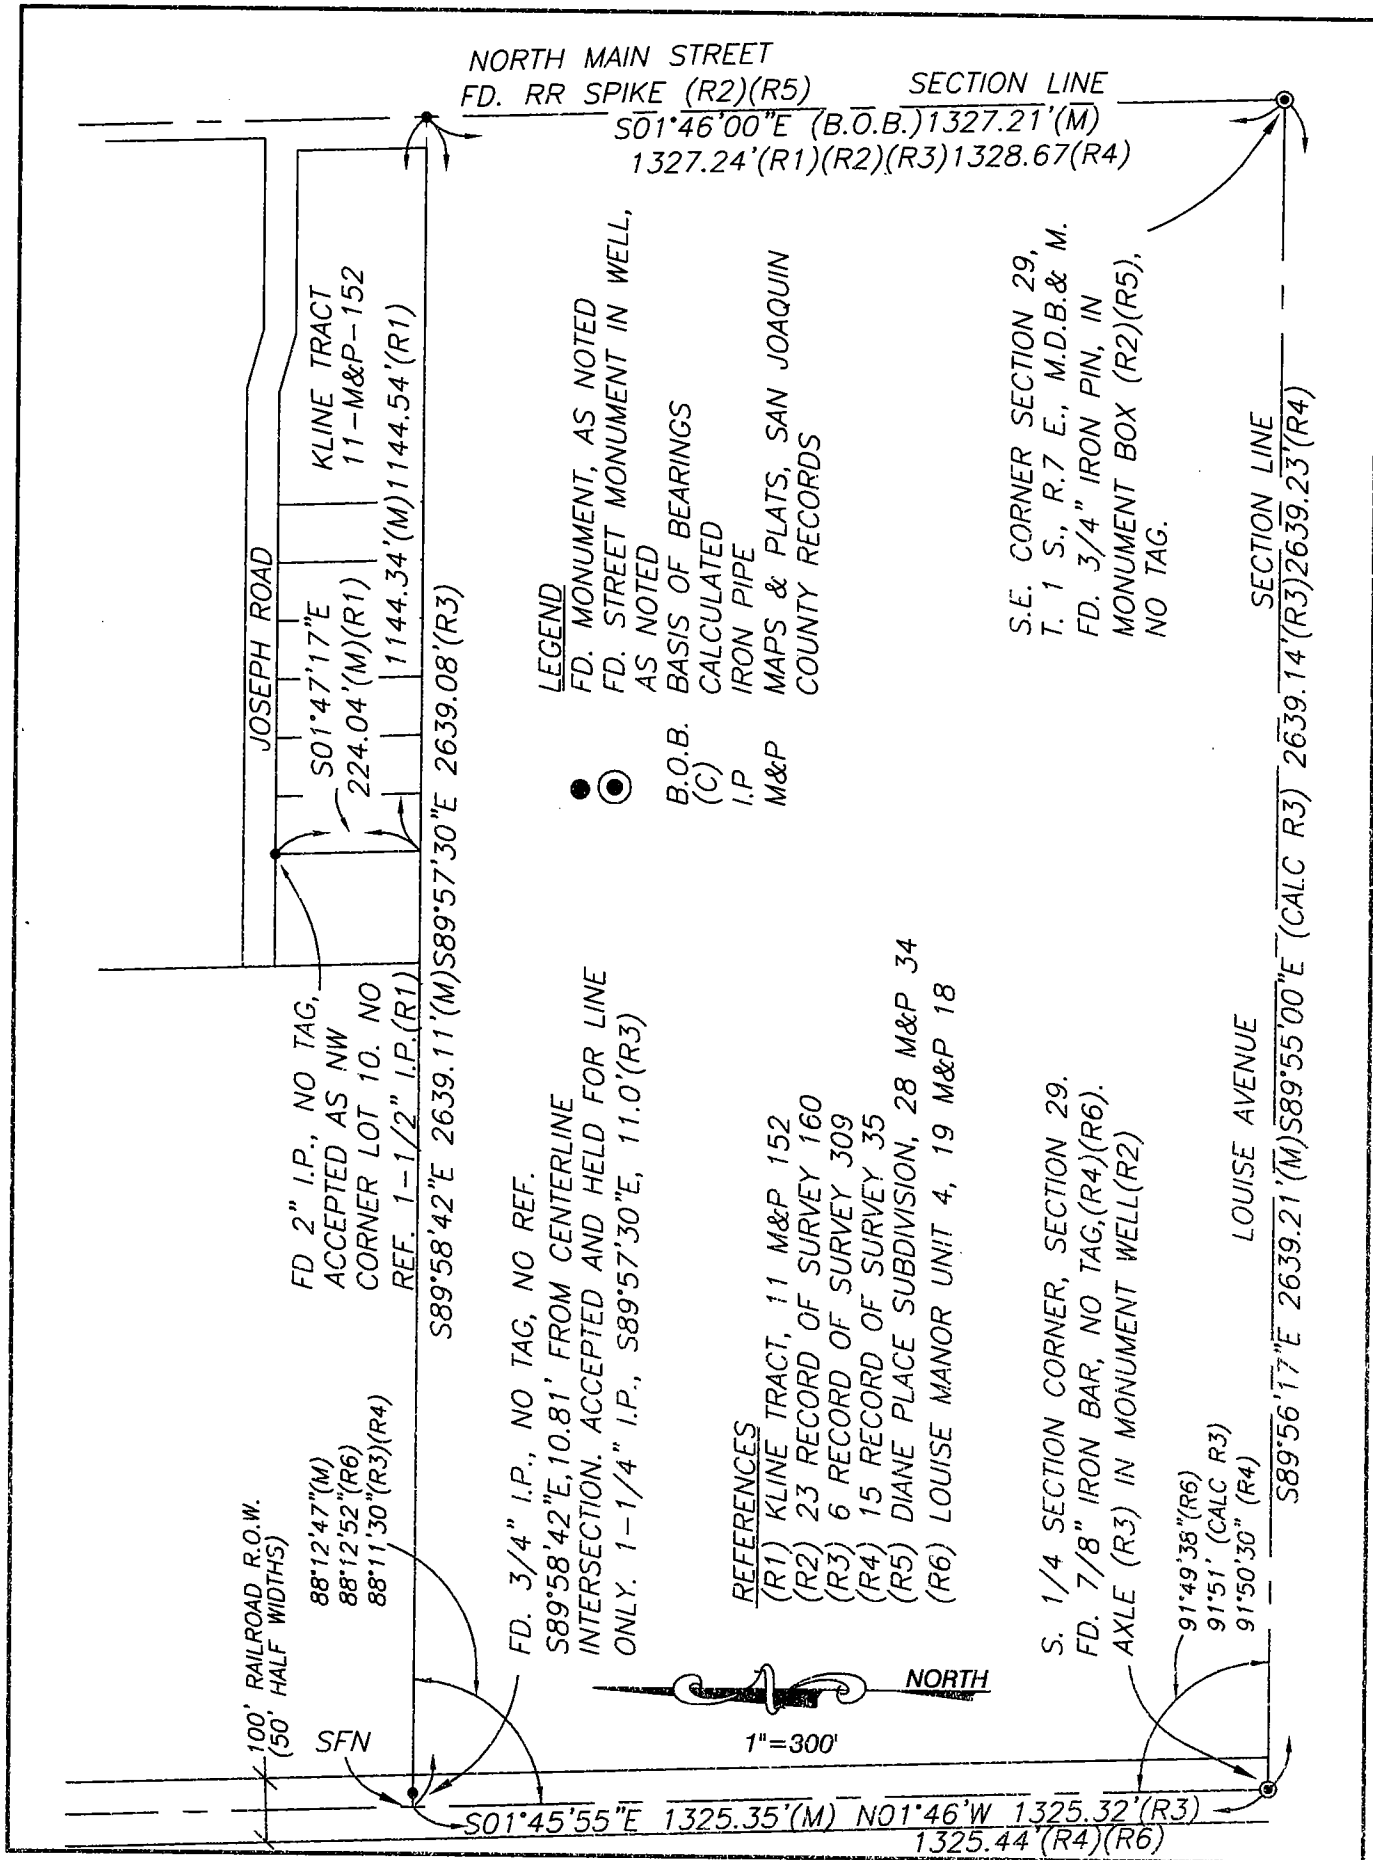 NORTH MAIN STREET
FD. RR SPIKE (R2)(R5)
SECTION LINE
S01°46'00"E (B.O.B.)1327.21'(M)
1327.24'(R1)(R2)(R3)1328.67(R4)
JOSEPH ROAD
KLINE TRACT
11-M&P-152
S01°47'17"E
224.04'(M)(R1)
1144.34'(M)1144.54'(R1)
S89°58'42"E 2639.11'(M)S89°57'30"E 2639.08'(R3)
FD 2" I.P., NO TAG,
ACCEPTED AS NW
CORNER LOT 10. NO
REF. 1-1/2" I.P.(R1)
LEGEND
FD. MONUMENT, AS NOTED
FD. STREET MONUMENT IN WELL,
AS NOTED
B.O.B. BASIS OF BEARINGS
(C) CALCULATED
I.P IRON PIPE
M&P MAPS & PLATS, SAN JOAQUIN
COUNTY RECORDS
S.E. CORNER SECTION 29,
T. 1 S., R.7 E., M.D.B.& M.
FD. 3/4" IRON PIN, IN
MONUMENT BOX (R2)(R5),
NO TAG.
SECTION LINE
LOUISE AVENUE
S89°56'17"E 2639.21'(M)S89°55'00"E (CALC R3) 2639.14'(R3)2639.23'(R4)
100' RAILROAD R.O.W.
(50' HALF WIDTHS)
SFN
88°12'47"(M)
88°12'52"(R6)
88°11'30"(R3)(R4)
FD. 3/4" I.P., NO TAG, NO REF.
S89°58'42"E,10.81' FROM CENTERLINE
INTERSECTION. ACCEPTED AND HELD FOR LINE
ONLY. 1-1/4" I.P., S89°57'30"E, 11.0'(R3)
REFERENCES
(R1) KLINE TRACT, 11 M&P 152
(R2) 23 RECORD OF SURVEY 160
(R3) 6 RECORD OF SURVEY 309
(R4) 15 RECORD OF SURVEY 35
(R5) DIANE PLACE SUBDIVISION, 28 M&P 34
(R6) LOUISE MANOR UNIT 4, 19 M&P 18
S. 1/4 SECTION CORNER, SECTION 29.
FD. 7/8" IRON BAR, NO TAG,(R4)(R6).
AXLE (R3) IN MONUMENT WELL(R2)
91°49'38"(R6)
91°51' (CALC R3)
91°50'30" (R4)
NORTH
1"=300'
S01°45'55"E 1325.35'(M) N01°46'W 1325.32'(R3)
1325.44'(R4)(R6)